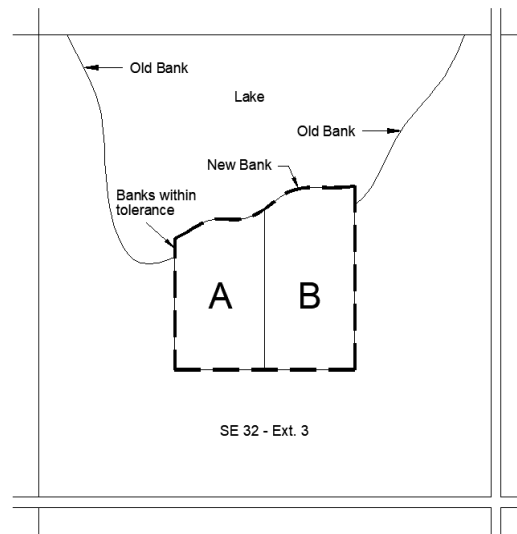 Old Bank
Lake
Old Bank
New Bank
Banks within
tolerance
A
B
SE 32 - Ext. 3